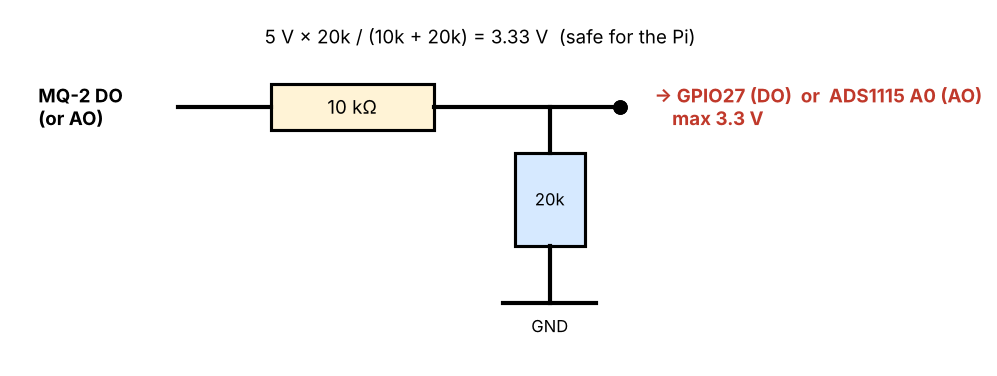 5 V × 20k / (10k + 20k) = 3.33 V (safe for the Pi)
MQ-2 DO
(or AO)
10 kΩ
→ GPIO27 (DO) or ADS1115 A0 (AO)
max 3.3 V
20k
GND